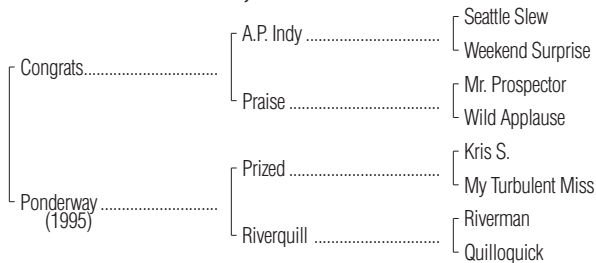 Seattle Slew
A.P. Indy ..............................
Weekend Surprise
Congrats..............................
Mr. Prospector
Praise ..................................
Wild Applause
Kris S.
Prized ..................................
My Turbulent Miss
Ponderway ..........................
(1995)
Riverman
Riverquill .............................
Quilloquick